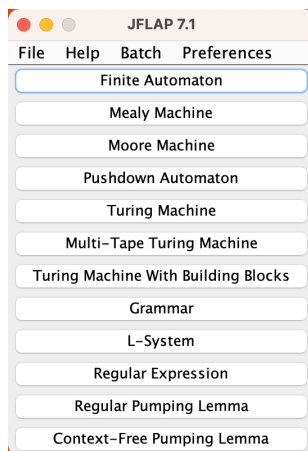 JFLAP 7.1
File Help Batch Preferences
Finite Automaton
Mealy Machine
Moore Machine
Pushdown Automaton
Turing Machine
Multi-Tape Turing Machine
Turing Machine With Building Blocks
Grammar
L-System
Regular Expression
Regular Pumping Lemma
Context-Free Pumping Lemma